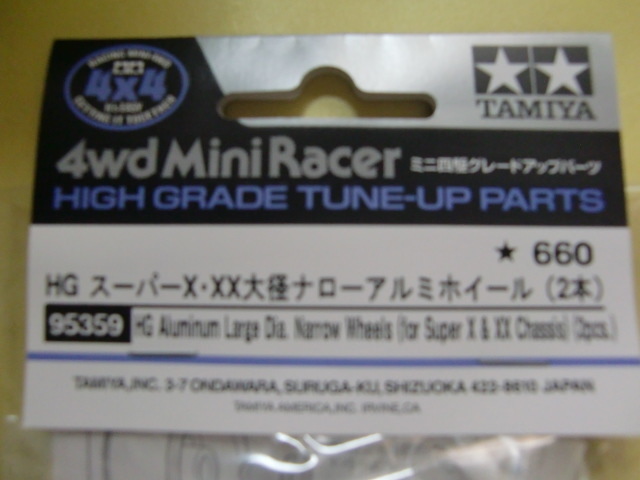 4x4
TAMIYA
4wd Mini Racer ミニ四駆グレードアップパーツ
HIGH GRADE TUNE-UP PARTS
★ 660
HG スーパーX・XX大径ナローアルミホイール (2本)
95359 HG Aluminum Large Dia. Narrow Wheels (for Super X & XX Chassis) (2pcs.)
TAMIYA,INC. 3-7 ONDAWARA, SURUGA-KU, SHIZUOKA 422-8610 JAPAN
TAMIYA AMERICA,INC. IRVINE,CA